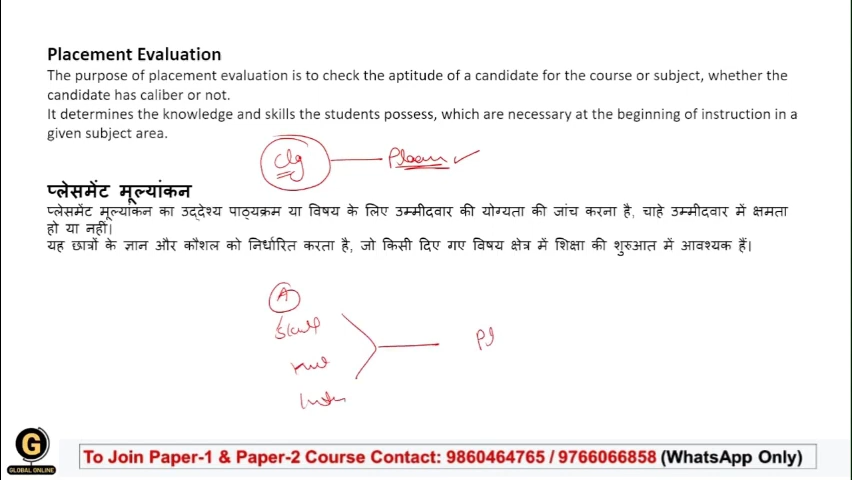 Placement Evaluation
The purpose of placement evaluation is to check the aptitude of a candidate for the course or subject, whether the
candidate has caliber or not.
It determines the knowledge and skills the students possess, which are necessary at the beginning of instruction in a
given subject area.
clg
प्लेसमेंट मूल्यांकन
प्लेसमेंट मूल्यांकन का उद्देश्य पाठ्यक्रम या विषय के लिए उम्मीदवार की योग्यता की जांच करना है, चाहे उम्मीदवार में क्षमता
हो या नहीं।
यह छात्रों के ज्ञान और कौशल को निर्धारित करता है, जो किसी दिए गए विषय क्षेत्र में शिक्षा की शुरुआत में आवश्यक हैं।
A
G
GLOBAL ONLINE
To Join Paper-1 & Paper-2 Course Contact: 9860464765 / 9766066858 (WhatsApp Only)